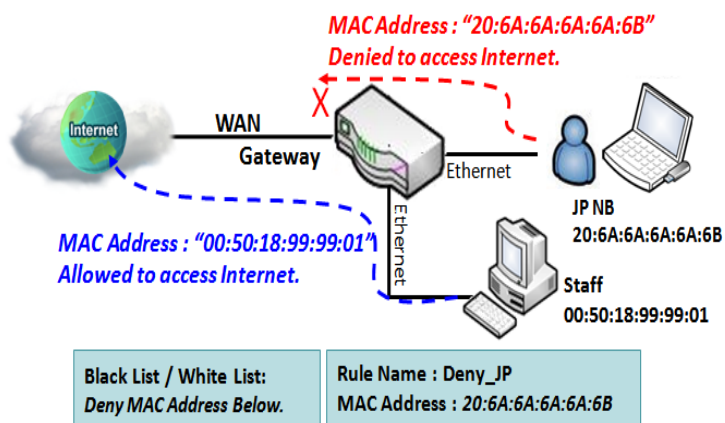 MAC Address : "20:6A:6A:6A:6A:6B"
Denied to access Internet.
Internet
WAN
Gateway
Ethernet
Ethernet
JP NB
20:6A:6A:6A:6A:6B
MAC Address : "00:50:18:99:99:01"
Allowed to access Internet.
Staff
00:50:18:99:99:01
Black List / White List:
Deny MAC Address Below.
Rule Name : Deny_JP
MAC Address : 20:6A:6A:6A:6A:6B